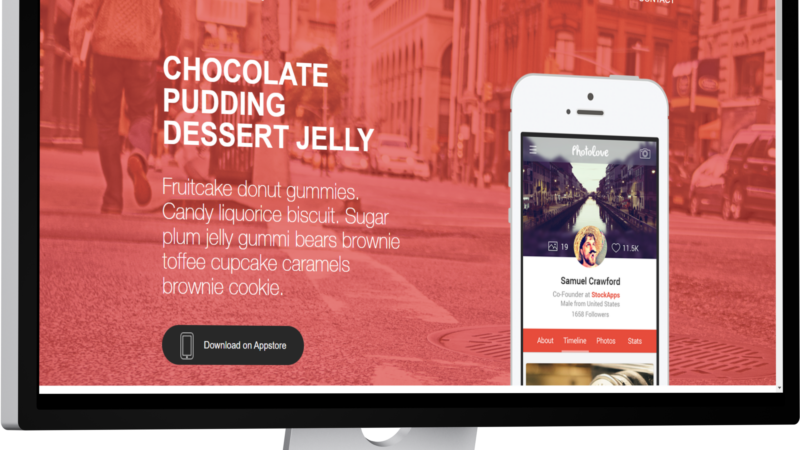 CONTACT
CHOCOLATE
PUDDING
DESSERT JELLY
Fruitcake donut gummies.
Candy liquorice biscuit. Sugar
plum jelly gummi bears brownie
toffee cupcake caramels
brownie cookie.
Download on Appstore
PhotoLove
19
11.5K
Samuel Crawford
Co-Founder at StockApps
Male from United States
1658 Followers
About Timeline Photos Stats